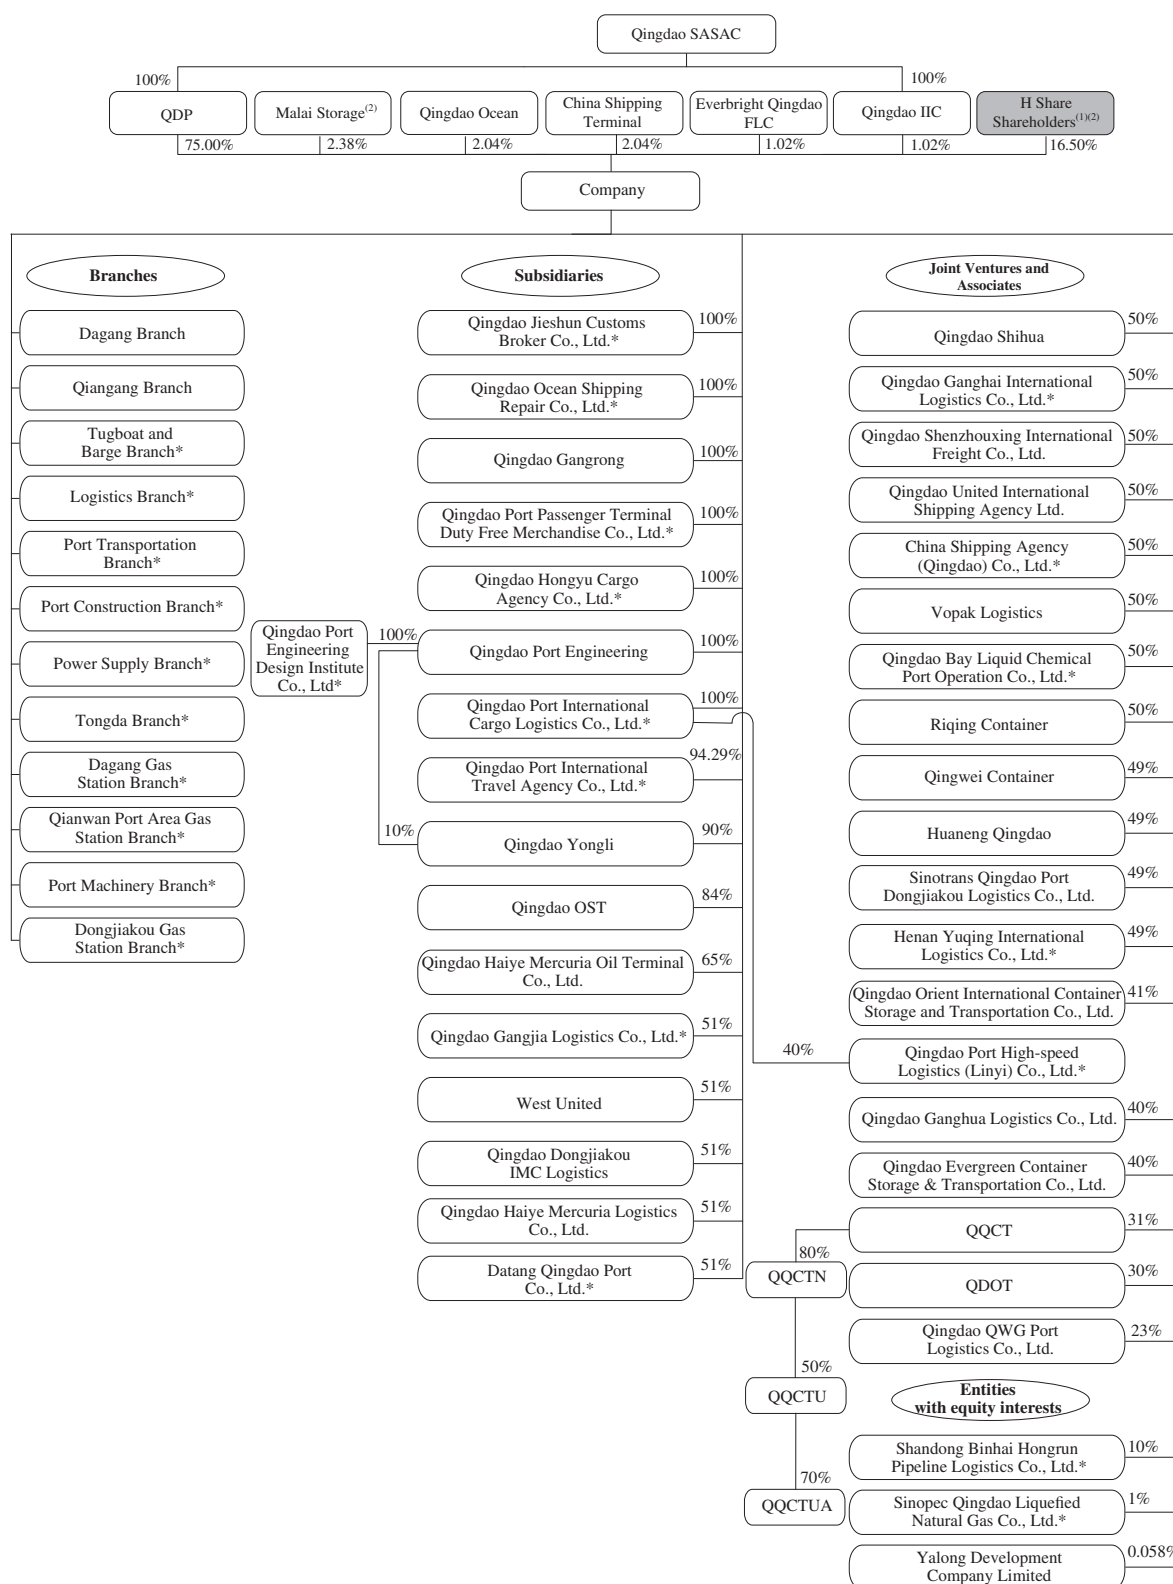 Qingdao SASAC
100%
100%
QDP
Malai Storage(2)
Qingdao Ocean
China Shipping
Terminal
Everbright Qingdao
FLC
Qingdao IIC
H Share
Shareholders(1)(2)
75.00%
2.38%
2.04%
2.04%
1.02%
1.02%
16.50%
Company
Branches
Dagang Branch
Qiangang Branch
Tugboat and
Barge Branch*
Logistics Branch*
Port Transportation
Branch*
Port Construction Branch*
Power Supply Branch*
Tongda Branch*
Dagang Gas
Station Branch*
Qianwan Port Area Gas
Station Branch*
Port Machinery Branch*
Dongjiakou Gas
Station Branch*
Qingdao Port
Engineering
Design Institute
Co., Ltd*
100%
10%
Subsidiaries
Qingdao Jieshun Customs
Broker Co., Ltd.*
100%
Qingdao Ocean Shipping
Repair Co., Ltd.*
100%
Qingdao Gangrong
100%
Qingdao Port Passenger Terminal
Duty Free Merchandise Co., Ltd.*
100%
Qingdao Hongyu Cargo
Agency Co., Ltd.*
100%
Qingdao Port Engineering
100%
Qingdao Port International
Cargo Logistics Co., Ltd.*
100%
Qingdao Port International
Travel Agency Co., Ltd.*
94.29%
Qingdao Yongli
90%
Qingdao OST
84%
Qingdao Haiye Mercuria Oil Terminal
Co., Ltd.
65%
Qingdao Gangjia Logistics Co., Ltd.*
51%
West United
51%
Qingdao Dongjiakou
IMC Logistics
51%
Qingdao Haiye Mercuria Logistics
Co., Ltd.
51%
Datang Qingdao Port
Co., Ltd.*
51%
Joint Ventures and
Associates
Qingdao Shihua
50%
Qingdao Ganghai International
Logistics Co., Ltd.*
50%
Qingdao Shenzhouxing International
Freight Co., Ltd.
50%
Qingdao United International
Shipping Agency Ltd.
50%
China Shipping Agency
(Qingdao) Co., Ltd.*
50%
Vopak Logistics
50%
Qingdao Bay Liquid Chemical
Port Operation Co., Ltd.*
50%
Riqing Container
50%
Qingwei Container
49%
Huaneng Qingdao
49%
Sinotrans Qingdao Port
Dongjiakou Logistics Co., Ltd.
49%
Henan Yuqing International
Logistics Co., Ltd.*
49%
Qingdao Orient International Container
Storage and Transportation Co., Ltd.
41%
40%
Qingdao Port High-speed
Logistics (Linyi) Co., Ltd.*
Qingdao Ganghua Logistics Co., Ltd.
40%
Qingdao Evergreen Container
Storage & Transportation Co., Ltd.
40%
QQCT
31%
80%
QQCTN
QDOT
30%
Qingdao QWG Port
Logistics Co., Ltd.
23%
50%
QQCTU
70%
QQCTUA
Entities
with equity interests
Shandong Binhai Hongrun
Pipeline Logistics Co., Ltd.*
10%
Sinopec Qingdao Liquefied
Natural Gas Co., Ltd.*
1%
Yalong Development
Company Limited
0.058%